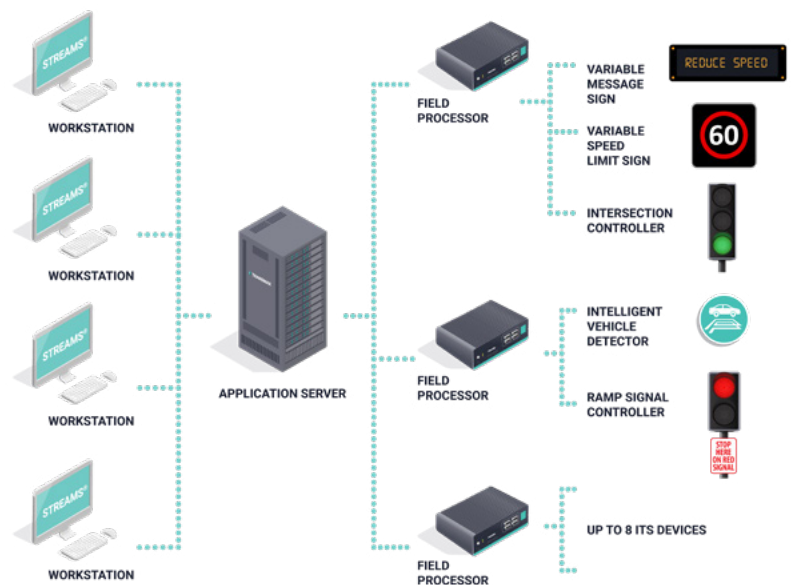 STREAMS®
WORKSTATION
STREAMS®
WORKSTATION
STREAMS®
WORKSTATION
STREAMS®
WORKSTATION
APPLICATION SERVER
FIELD
PROCESSOR
VARIABLE
MESSAGE
SIGN
REDUCE SPEED
VARIABLE
SPEED
LIMIT SIGN
60
INTERSECTION
CONTROLLER
FIELD
PROCESSOR
INTELLIGENT
VEHICLE
DETECTOR
RAMP SIGNAL
CONTROLLER
STOP
HERE
ON RED
SIGNAL
FIELD
PROCESSOR
UP TO 8 ITS DEVICES